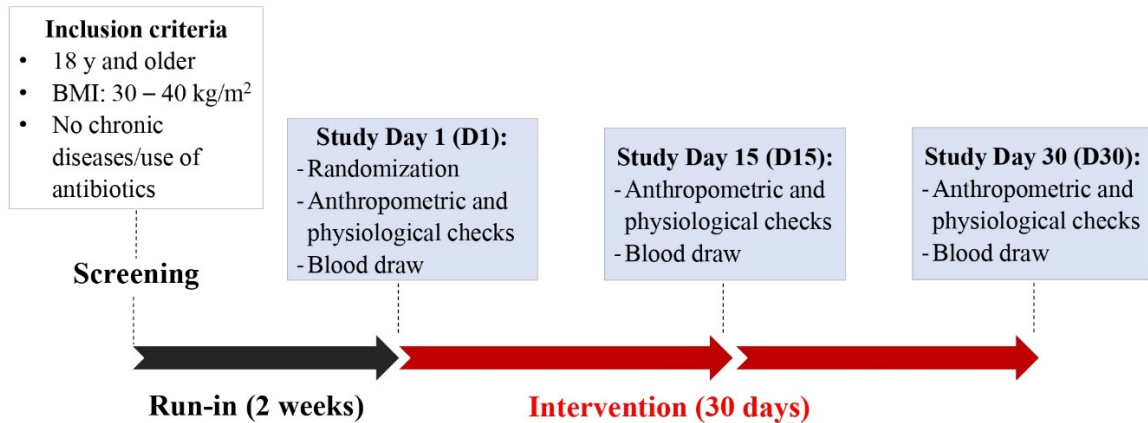 Inclusion criteria
• 18 y and older
• BMI: 30 – 40 kg/m²
• No chronic
diseases/use of
antibiotics
Study Day 1 (D1):
- Randomization
- Anthropometric and
physiological checks
- Blood draw
Study Day 15 (D15):
- Anthropometric and
physiological checks
- Blood draw
Study Day 30 (D30):
- Anthropometric and
physiological checks
- Blood draw
Screening
Run-in (2 weeks)
Intervention (30 days)